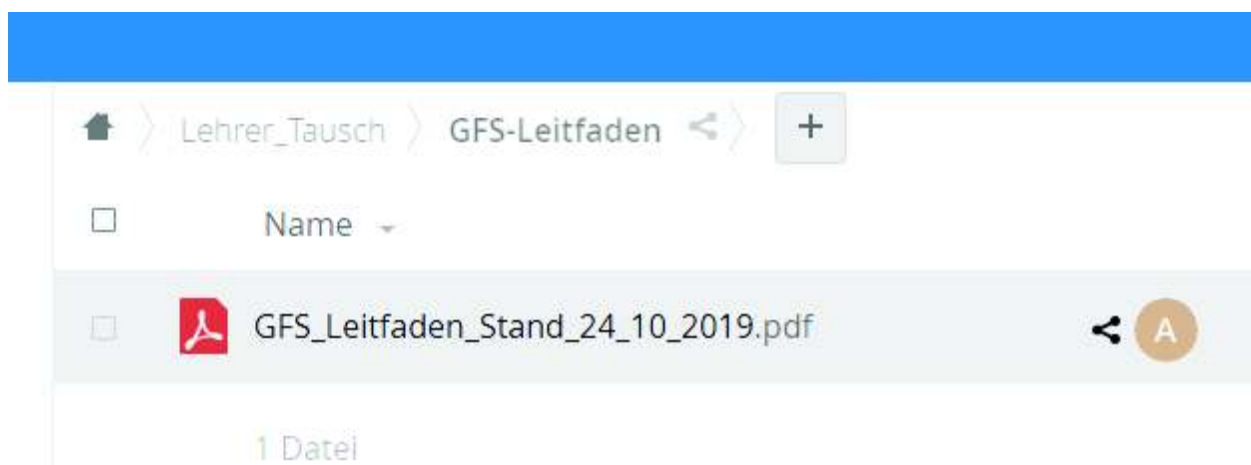 Lehrer_Tausch GFS-Leitfaden +
Name
GFS_Leitfaden_Stand_24_10_2019.pdf A
1 Datei